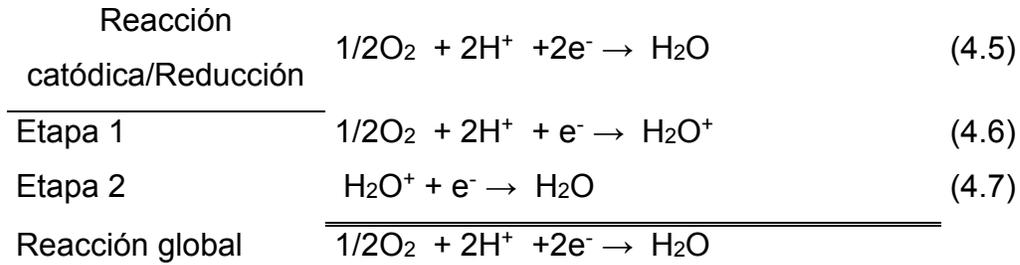 Reacción
catódica/Reducción 1/2O₂ + 2H⁺ +2e⁻ → H₂O (4.5)
Etapa 1 1/2O₂ + 2H⁺ + e⁻ → H₂O⁺ (4.6)
Etapa 2 H₂O⁺ + e⁻ → H₂O (4.7)
Reacción global 1/2O₂ + 2H⁺ +2e⁻ → H₂O